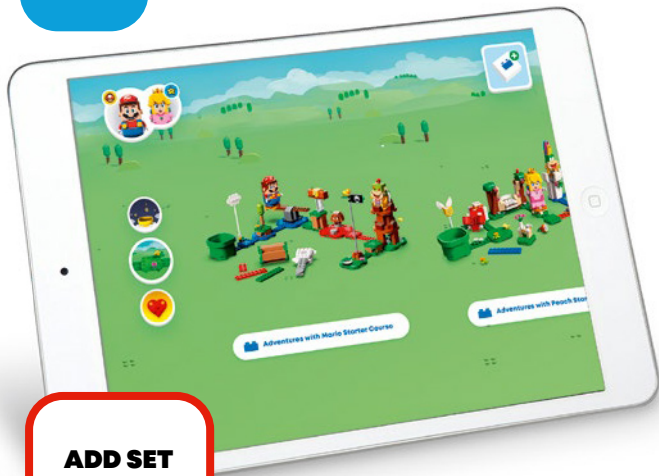 Adventures with Mario Starter Course
Adventures with Peach Star
ADD SET